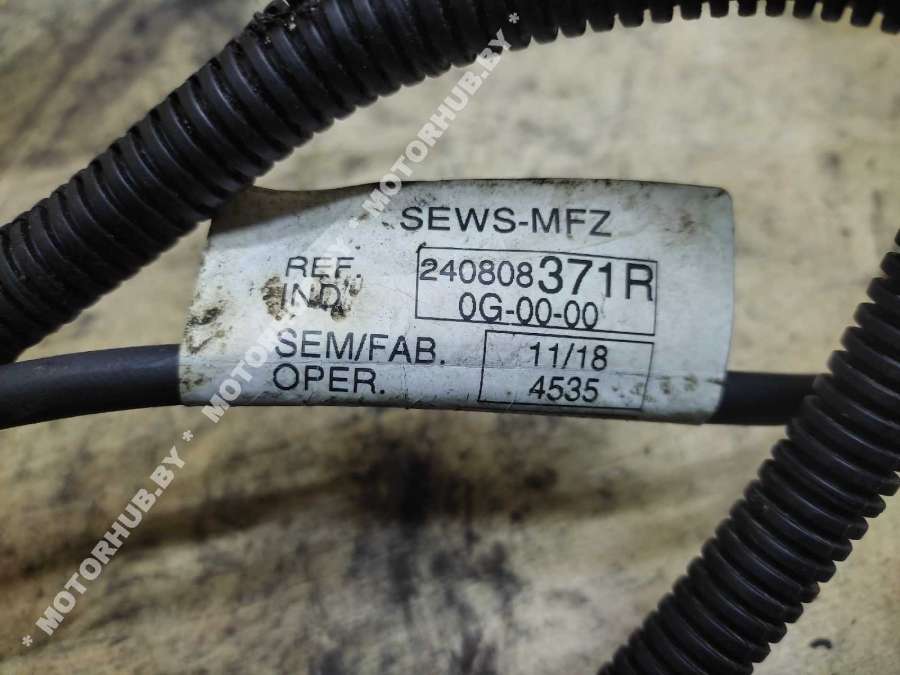 SEWS-MFZ
REF. 240808371R
IND. 0G-00-00
SEM/FAB. 11/18
OPER. 4535
* MOTORHUB.BY * MOTORHUB.BY * MOTORHUB.BY *